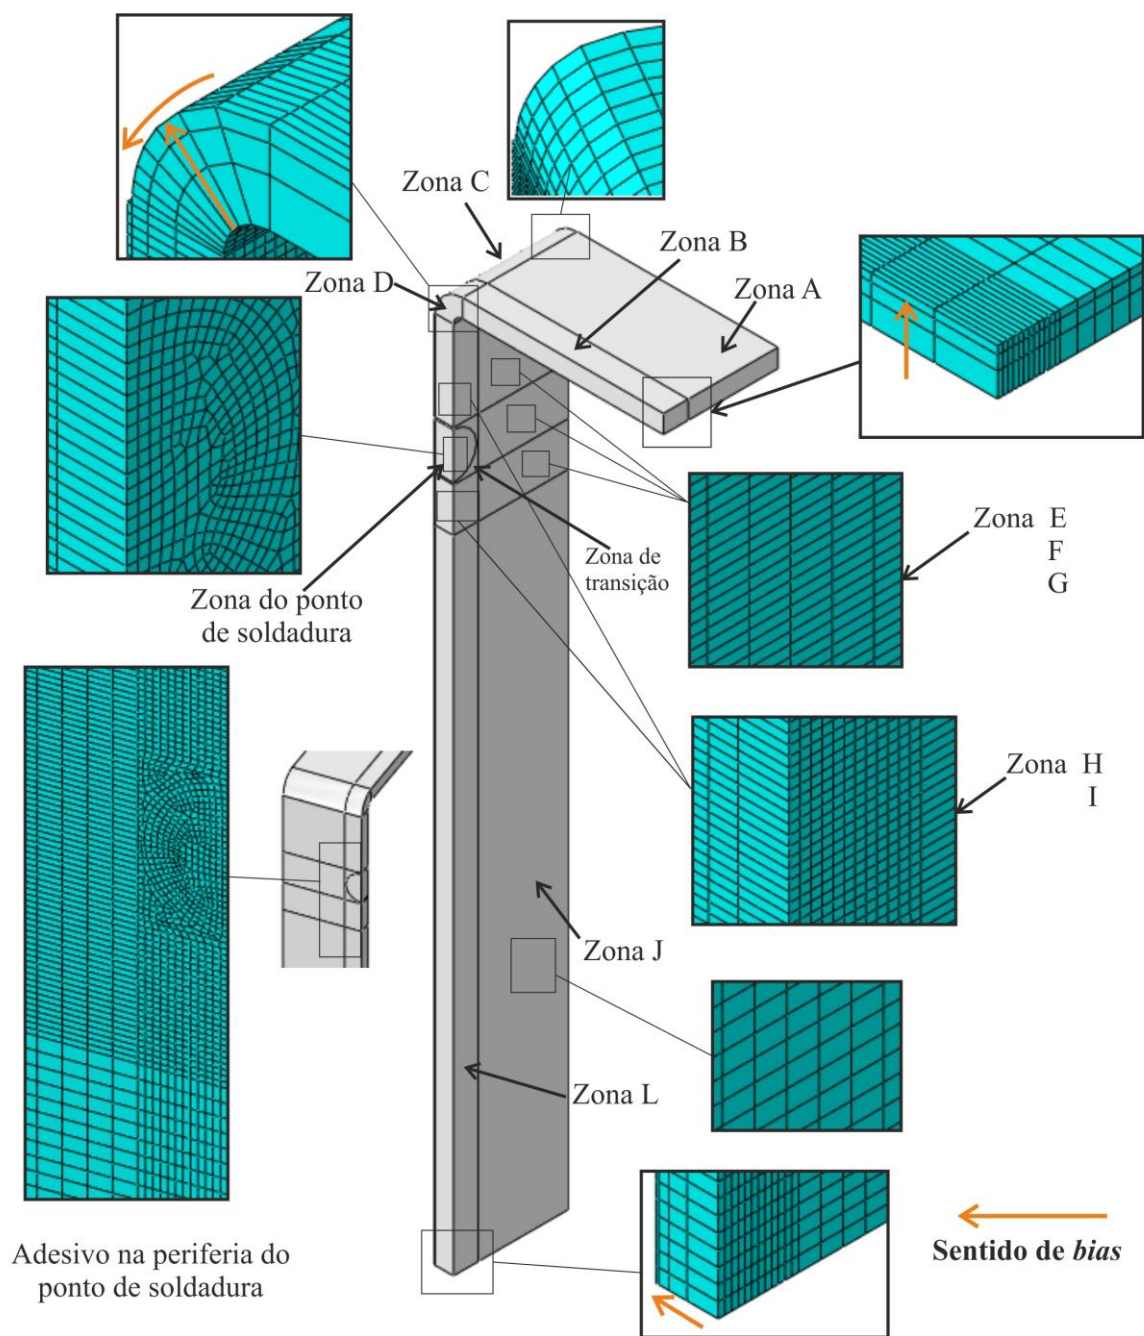 Zona C
Zona B
Zona D
Zona A
Zona E
F
G
Zona de
transição
Zona do ponto
de soldadura
Zona H
I
Zona J
Zona L
Adesivo na periferia do
ponto de soldadura
Sentido de bias